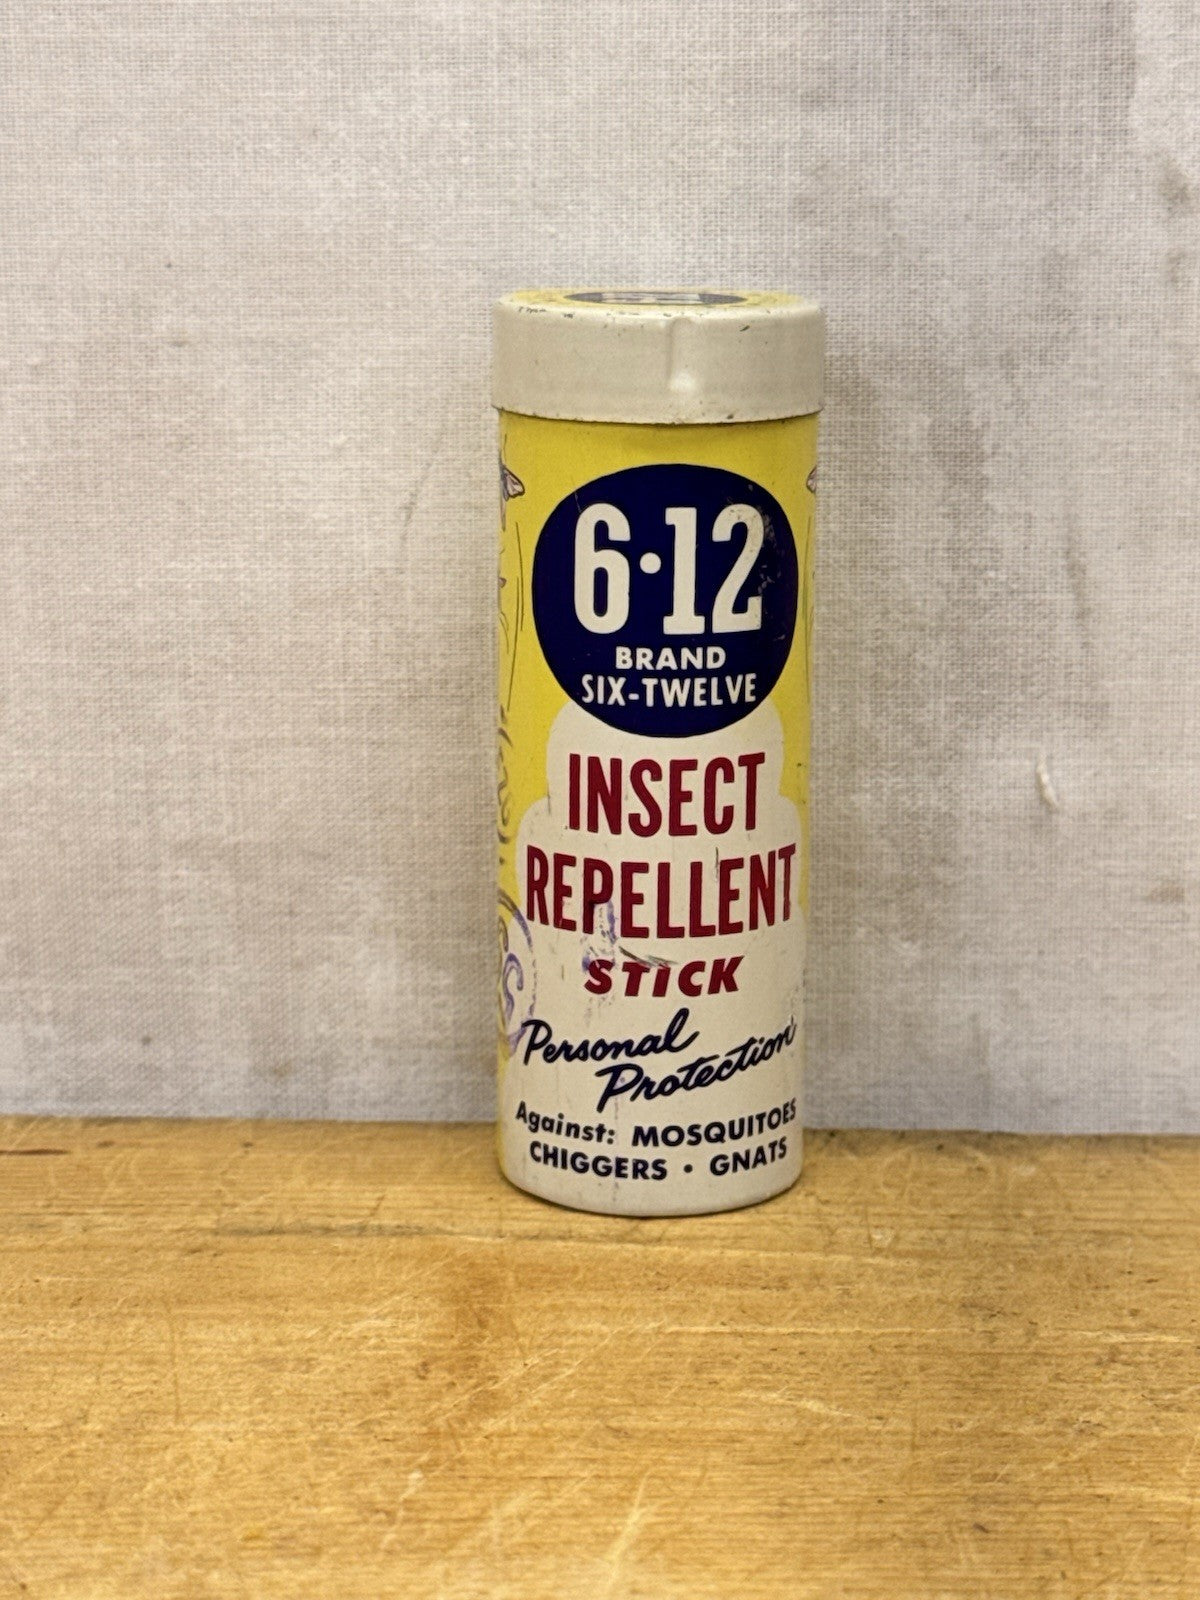 6·12
BRAND
SIX-TWELVE
INSECT
REPELLENT
STICK
Personal
Protection
Against: MOSQUITOES
CHIGGERS · GNATS